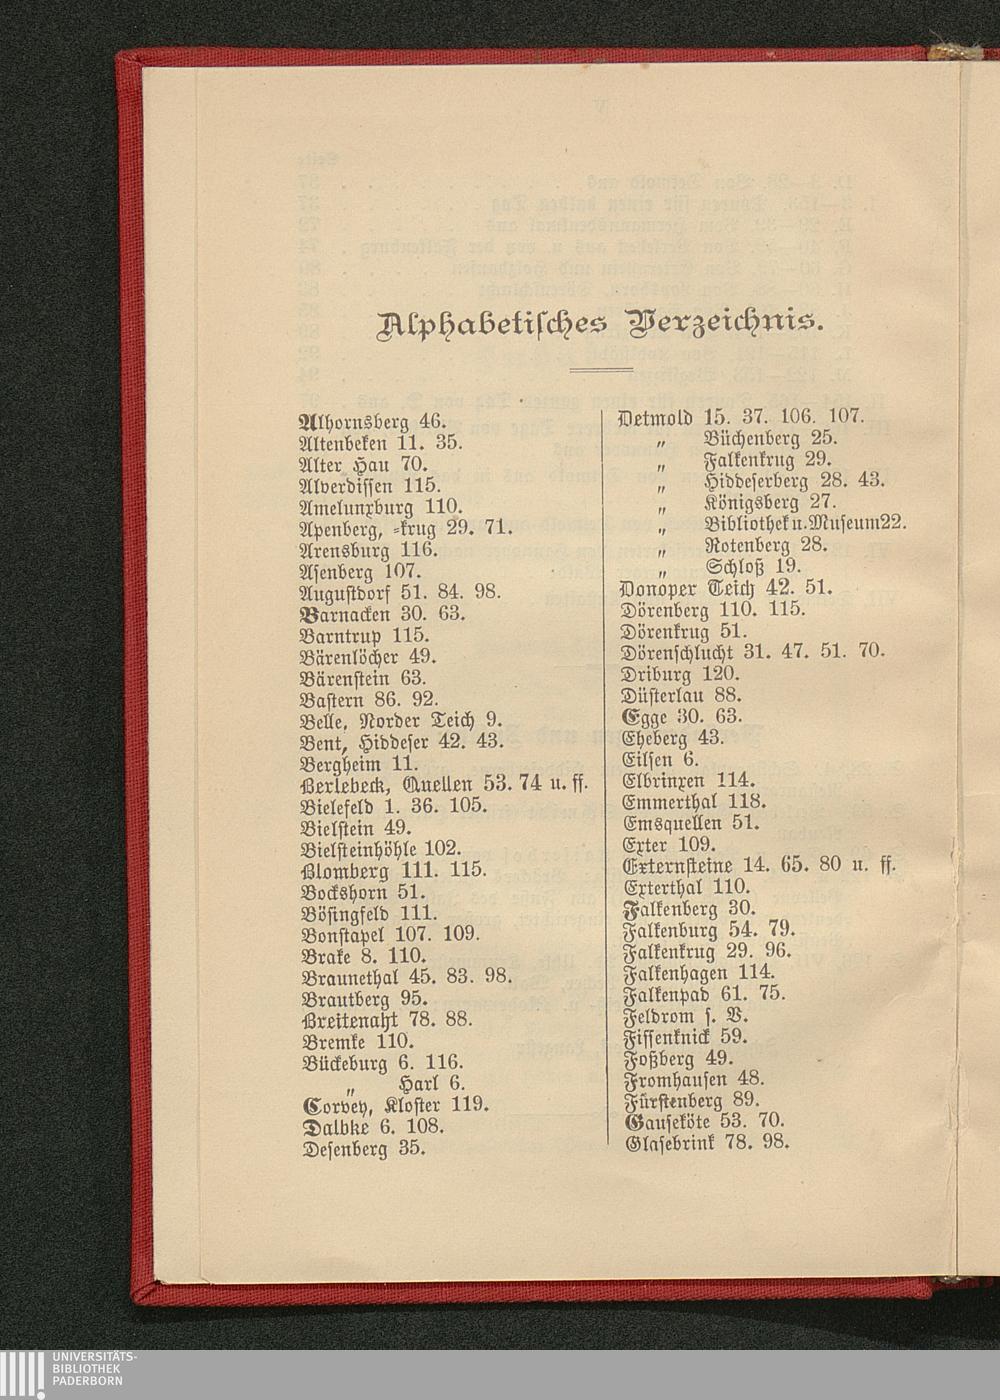 Alphabetisches Verzeichnis.
Alhornsberg 46.
Altenbeken 11. 35.
Alter Hau 70.
Alverdissen 115.
Amelunxburg 110.
Apenberg, =krug 29. 71.
Arensburg 116.
Asenberg 107.
Augustdorf 51. 84. 98.
Barnacken 30. 63.
Barntrup 115.
Bärenlöcher 49.
Bärenstein 63.
Bastern 86. 92.
Belle, Norder Teich 9.
Bent, Hiddeser 42. 43.
Bergheim 11.
Berlebeck, Quellen 53. 74 u. ff.
Bielefeld 1. 36. 105.
Bielstein 49.
Bielsteinhöhle 102.
Blomberg 111. 115.
Bockshorn 51.
Bösingfeld 111.
Bonstapel 107. 109.
Brake 8. 110.
Braunethal 45. 83. 98.
Brautberg 95.
Breitenaht 78. 88.
Bremke 110.
Bückeburg 6. 116.
„ Harl 6.
Corvey, Kloster 119.
Dalbke 6. 108.
Desenberg 35.
Detmold 15. 37. 106. 107.
„ Büchenberg 25.
„ Falkenkrug 29.
„ Hiddeserberg 28. 43.
„ Königsberg 27.
„ Bibliothek u. Museum 22.
„ Rotenberg 28.
„ Schloß 19.
Donoper Teich 42. 51.
Dörenberg 110. 115.
Dörenkrug 51.
Dörenschlucht 31. 47. 51. 70.
Driburg 120.
Düsterlau 88.
Egge 30. 63.
Eheberg 43.
Eilsen 6.
Elbrinxen 114.
Emmerthal 118.
Emsquellen 51.
Exter 109.
Externsteine 14. 65. 80 u. ff.
Exterthal 110.
Falkenberg 30.
Falkenburg 54. 79.
Falkenkrug 29. 96.
Falkenhagen 114.
Falkenpad 61. 75.
Feldrom s. V.
Fissenknick 59.
Foßberg 49.
Fromhausen 48.
Fürstenberg 89.
Gauseköte 53. 70.
Glasebrink 78. 98.
UNIVERSITÄTS-
BIBLIOTHEK
PADERBORN